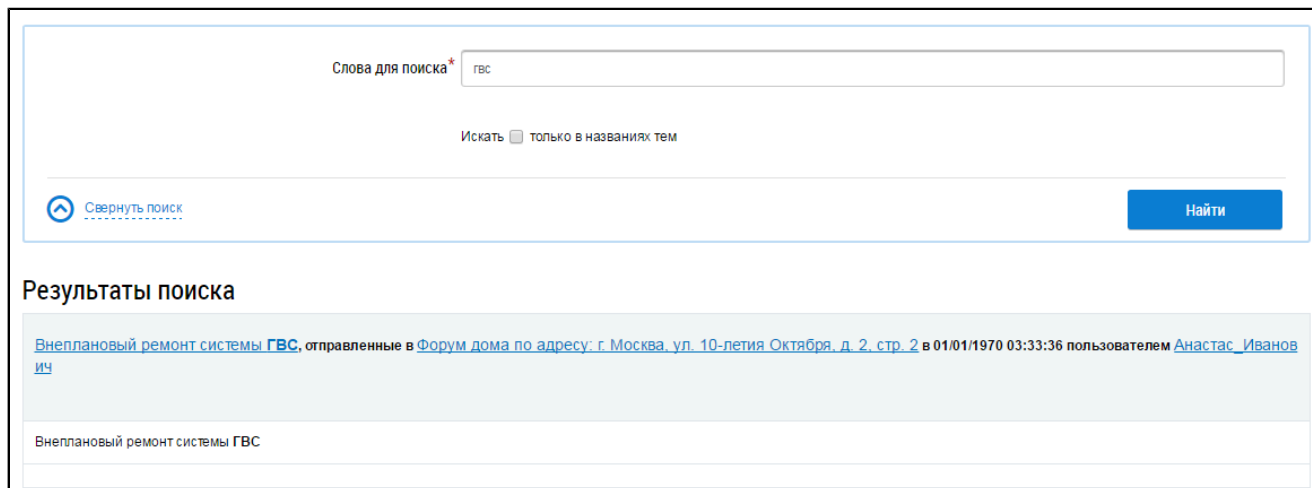 Слова для поиска*
гвс
Искать только в названиях тем
Свернуть поиск
Найти
Результаты поиска
Внеплановый ремонт системы ГВС, отправленные в Форум дома по адресу: г. Москва, ул. 10-летия Октября, д. 2, стр. 2 в 01/01/1970 03:33:36 пользователем Анастас_Иванов
ич
Внеплановый ремонт системы ГВС